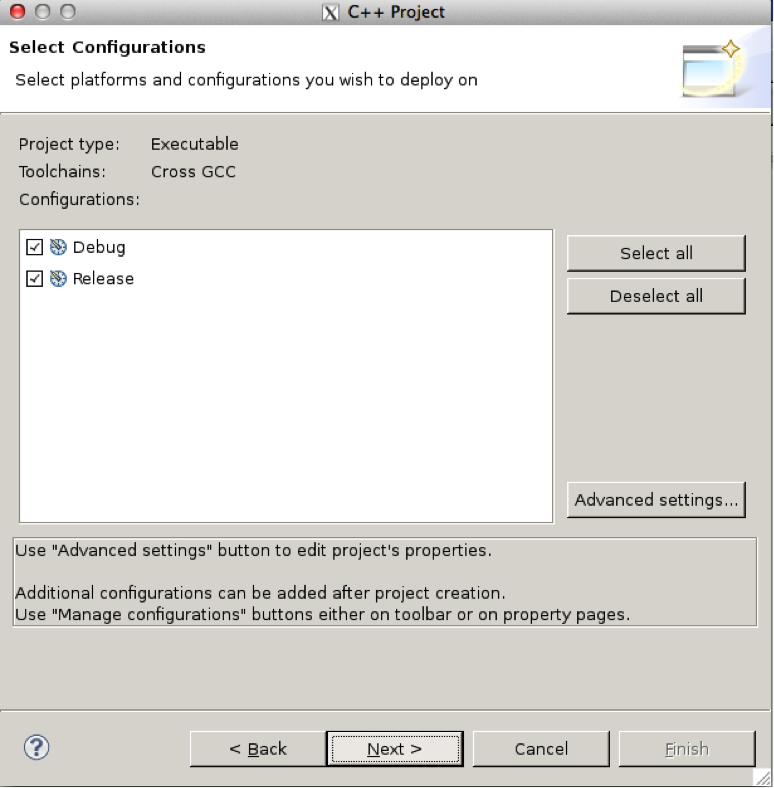 C++ Project
Select Configurations
Select platforms and configurations you wish to deploy on
Project type: Executable
Toolchains: Cross GCC
Configurations:
Debug
Release
Select all
Deselect all
Advanced settings...
Use "Advanced settings" button to edit project's properties.
Additional configurations can be added after project creation.
Use "Manage configurations" buttons either on toolbar or on property pages.
? < Back Next > Cancel Finish